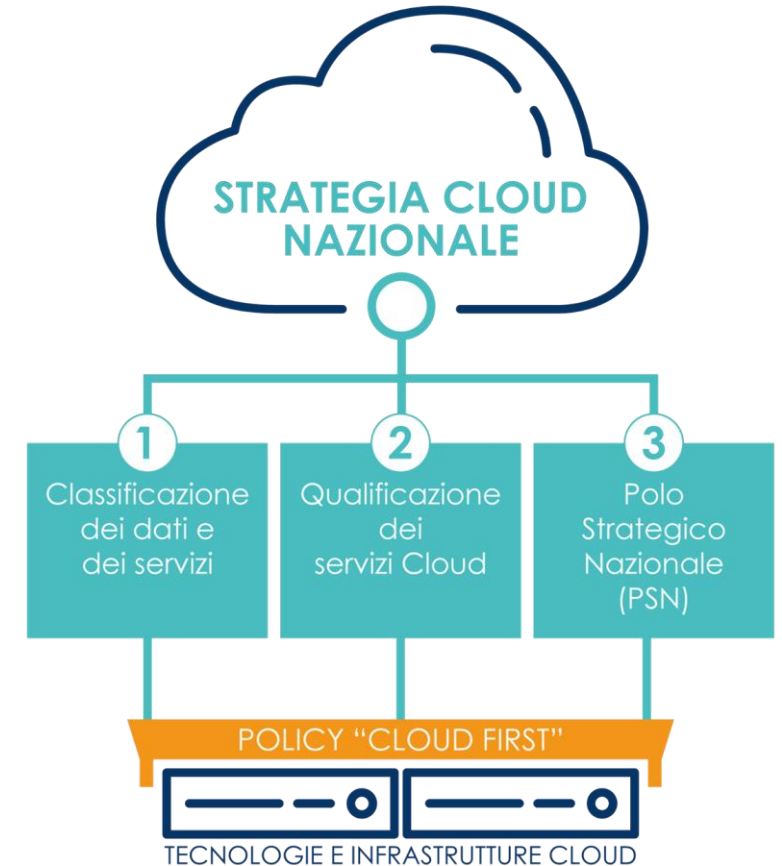 STRATEGIA CLOUD
NAZIONALE
1
Classificazione
dei dati e
dei servizi
2
Qualificazione
dei
servizi Cloud
3
Polo
Strategico
Nazionale
(PSN)
POLICY “CLOUD FIRST”
TECNOLOGIE E INFRASTRUTTURE CLOUD